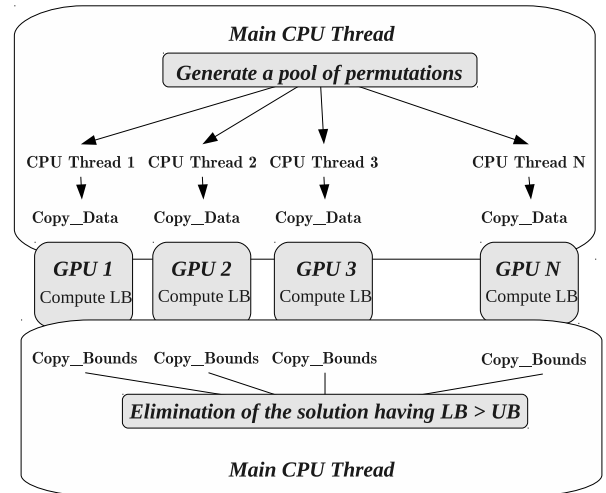 Main CPU Thread
Generate a pool of permutations
CPU Thread 1 CPU Thread 2 CPU Thread 3 CPU Thread N
Copy_Data Copy_Data Copy_Data Copy_Data
GPU 1 GPU 2 GPU 3 GPU N
Compute LB Compute LB Compute LB Compute LB
Copy_Bounds Copy_Bounds Copy_Bounds Copy_Bounds
Elimination of the solution having LB > UB
Main CPU Thread